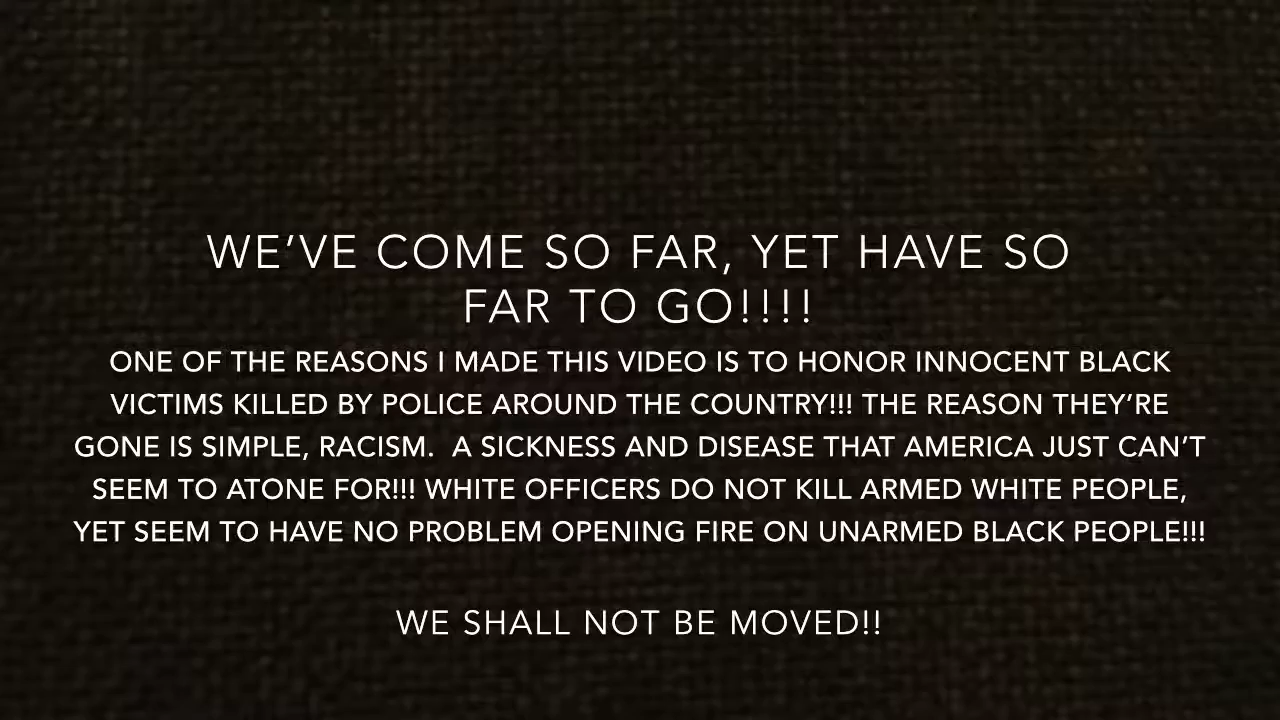 WE’VE COME SO FAR, YET HAVE SO
FAR TO GO!!!!
ONE OF THE REASONS I MADE THIS VIDEO IS TO HONOR INNOCENT BLACK
VICTIMS KILLED BY POLICE AROUND THE COUNTRY!!! THE REASON THEY’RE
GONE IS SIMPLE, RACISM.  A SICKNESS AND DISEASE THAT AMERICA JUST CAN’T
SEEM TO ATONE FOR!!! WHITE OFFICERS DO NOT KILL ARMED WHITE PEOPLE,
YET SEEM TO HAVE NO PROBLEM OPENING FIRE ON UNARMED BLACK PEOPLE!!!
WE SHALL NOT BE MOVED!!